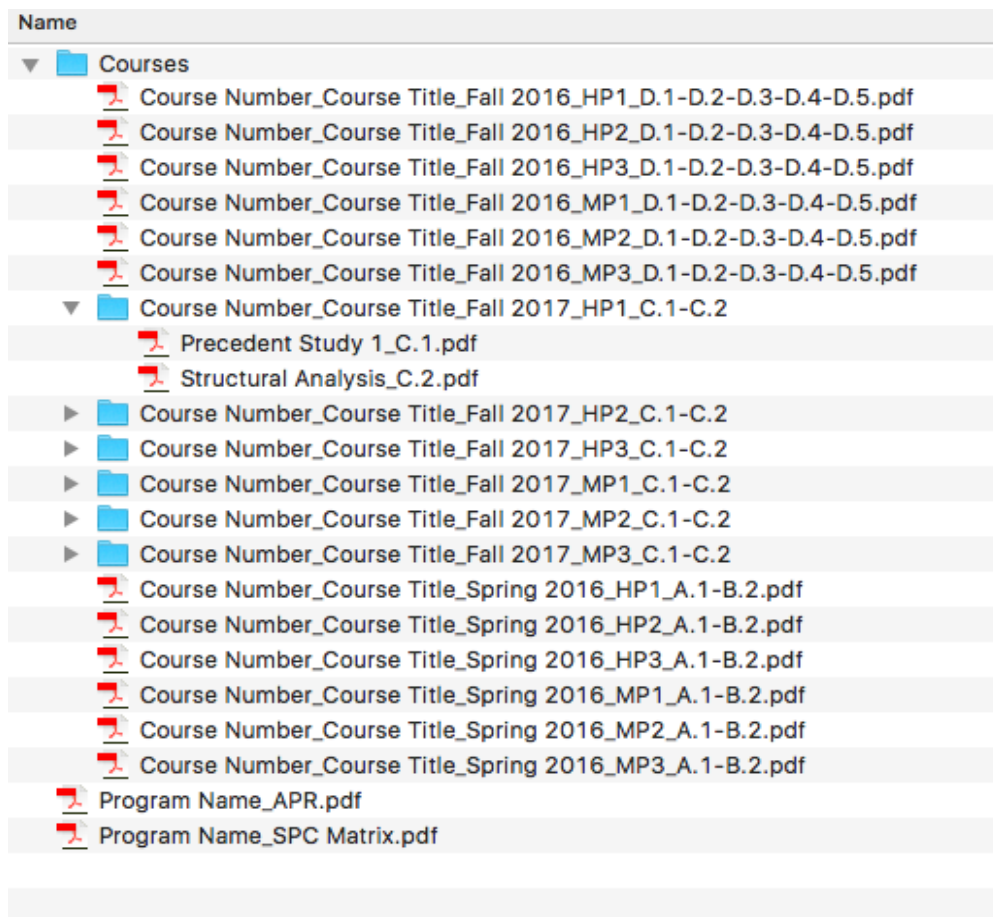 Name
Courses
Course Number_Course Title_Fall 2016_HP1_D.1-D.2-D.3-D.4-D.5.pdf
Course Number_Course Title_Fall 2016_HP2_D.1-D.2-D.3-D.4-D.5.pdf
Course Number_Course Title_Fall 2016_HP3_D.1-D.2-D.3-D.4-D.5.pdf
Course Number_Course Title_Fall 2016_MP1_D.1-D.2-D.3-D.4-D.5.pdf
Course Number_Course Title_Fall 2016_MP2_D.1-D.2-D.3-D.4-D.5.pdf
Course Number_Course Title_Fall 2016_MP3_D.1-D.2-D.3-D.4-D.5.pdf
Course Number_Course Title_Fall 2017_HP1_C.1-C.2
Precedent Study 1_C.1.pdf
Structural Analysis_C.2.pdf
Course Number_Course Title_Fall 2017_HP2_C.1-C.2
Course Number_Course Title_Fall 2017_HP3_C.1-C.2
Course Number_Course Title_Fall 2017_MP1_C.1-C.2
Course Number_Course Title_Fall 2017_MP2_C.1-C.2
Course Number_Course Title_Fall 2017_MP3_C.1-C.2
Course Number_Course Title_Spring 2016_HP1_A.1-B.2.pdf
Course Number_Course Title_Spring 2016_HP2_A.1-B.2.pdf
Course Number_Course Title_Spring 2016_HP3_A.1-B.2.pdf
Course Number_Course Title_Spring 2016_MP1_A.1-B.2.pdf
Course Number_Course Title_Spring 2016_MP2_A.1-B.2.pdf
Course Number_Course Title_Spring 2016_MP3_A.1-B.2.pdf
Program Name_APR.pdf
Program Name_SPC Matrix.pdf